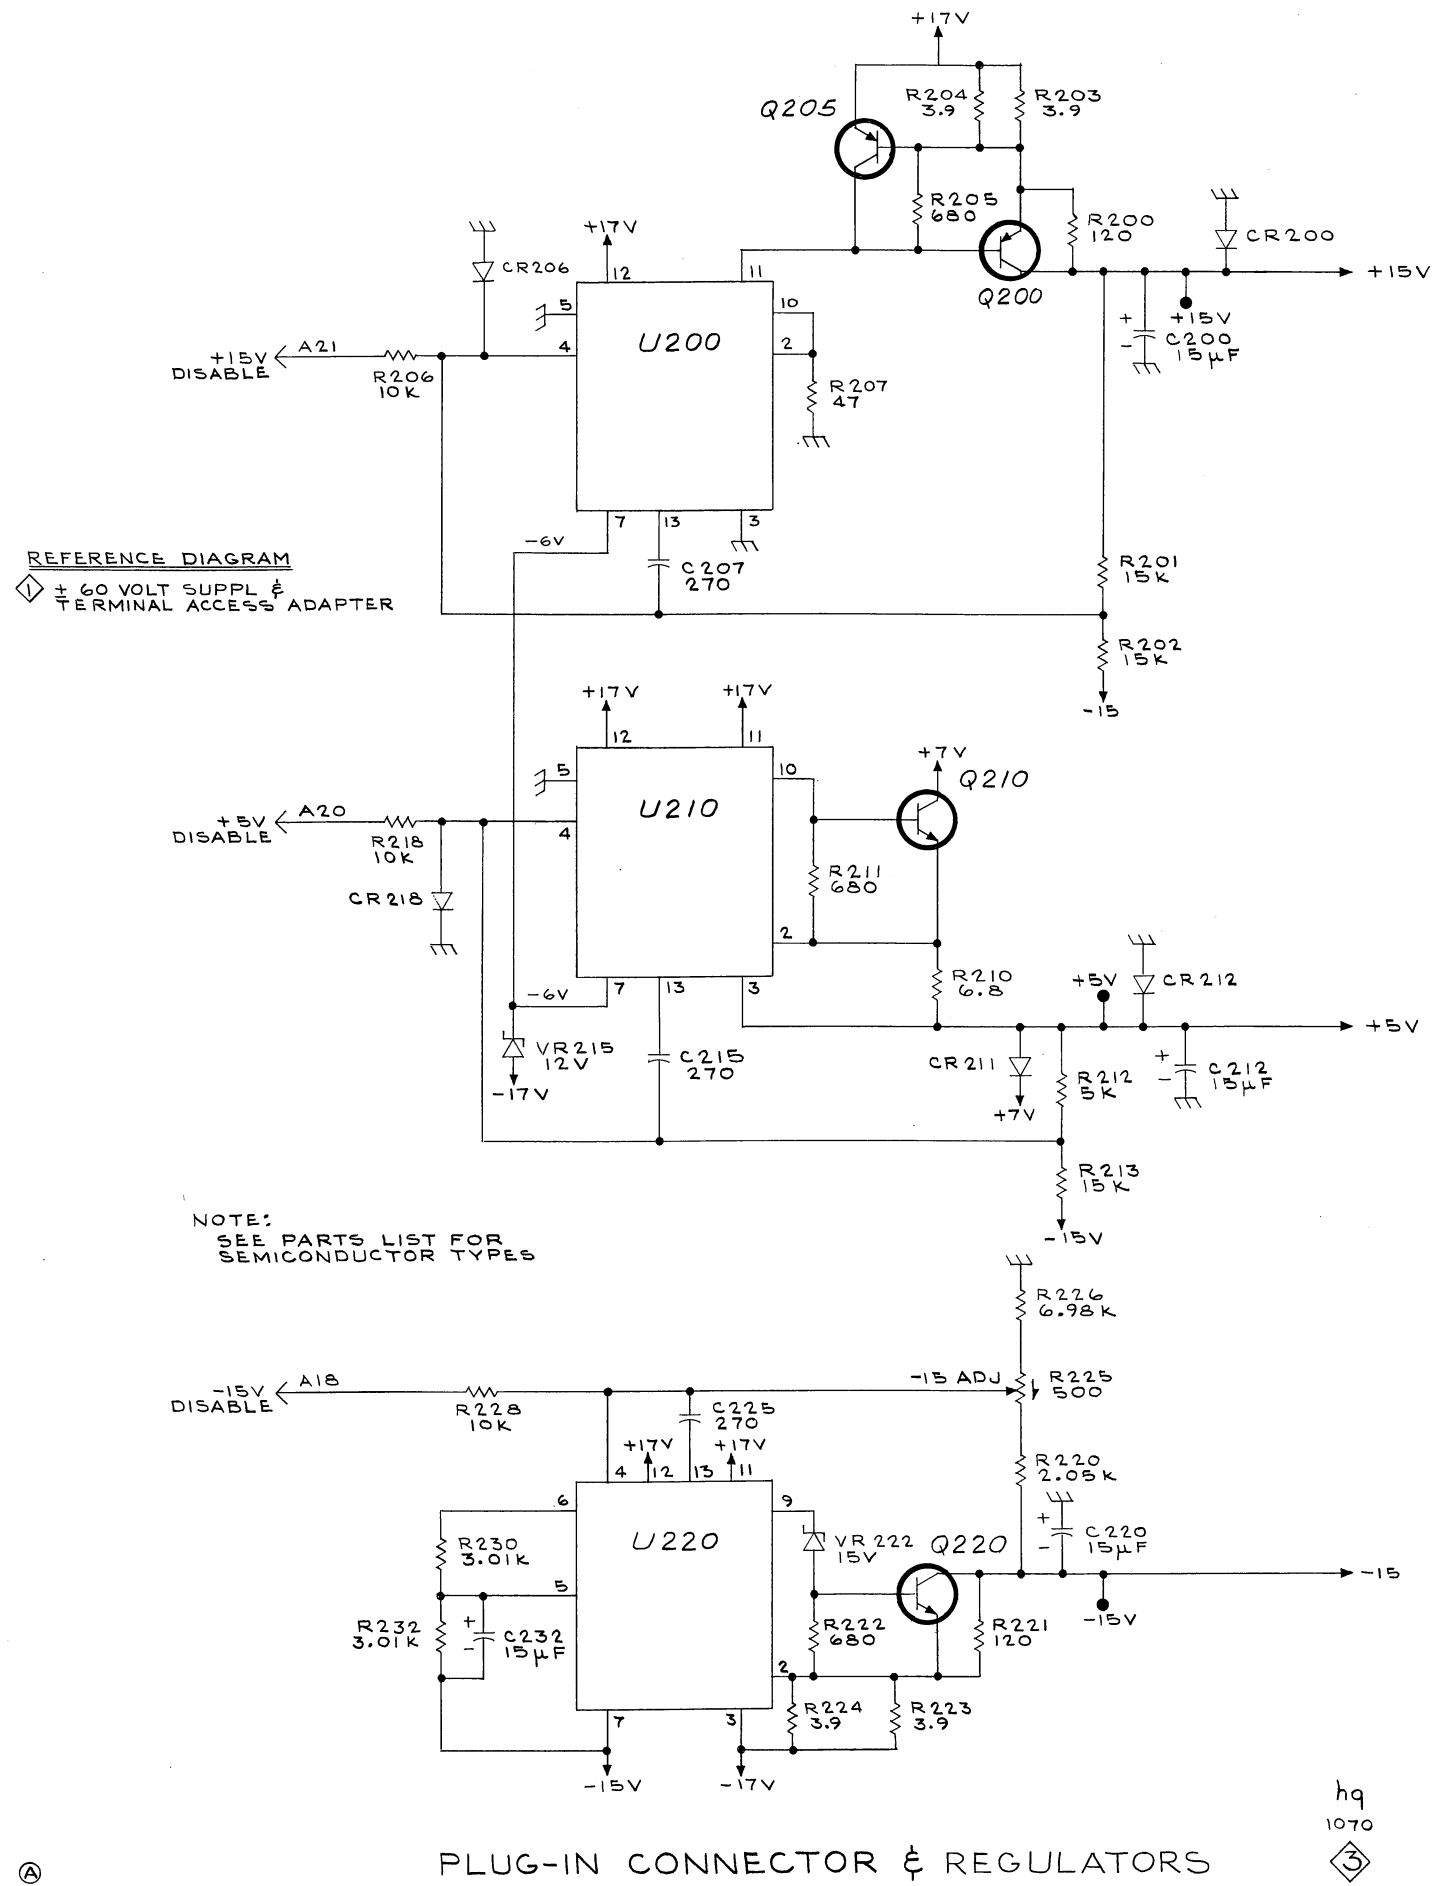 +17V
R204
3.9
R203
3.9
Q205
R205
680
R200
120
CR200
+17V
CR206
12
11
Q200
+15V
5
10
U200
+15V
C200
15µF
+
-
+15V
DISABLE
A21
4
2
R206
10K
R207
47
7
13
3
-6V
C207
270
REFERENCE DIAGRAM
1 ± 60 VOLT SUPPL &
TERMINAL ACCESS ADAPTER
R201
15K
R202
15K
-15
+17V
+17V
12
11
+7V
Q210
5
10
U210
+5V
DISABLE
A20
4
R218
10K
R211
680
CR218
2
7
13
3
-6V
R210
6.8
+5V
CR212
+5V
VR215
12V
-17V
C215
270
CR211
+7V
R212
5K
+
-
C212
15µF
R213
15K
-15V
NOTE:
SEE PARTS LIST FOR
SEMICONDUCTOR TYPES
R226
6.98K
-15V
DISABLE
A18
-15 ADJ
R225
500
R228
10K
C225
270
+17V
+17V
4
12
13
11
R220
2.05K
6
9
U220
R230
3.01K
VR222
15V
Q220
+
-
C220
15µF
-15
5
-15V
R232
3.01K
+
-
C232
15µF
R222
680
R221
120
2
7
3
R224
3.9
R223
3.9
-15V
-17V
hq
1070
3
A
PLUG-IN CONNECTOR & REGULATORS